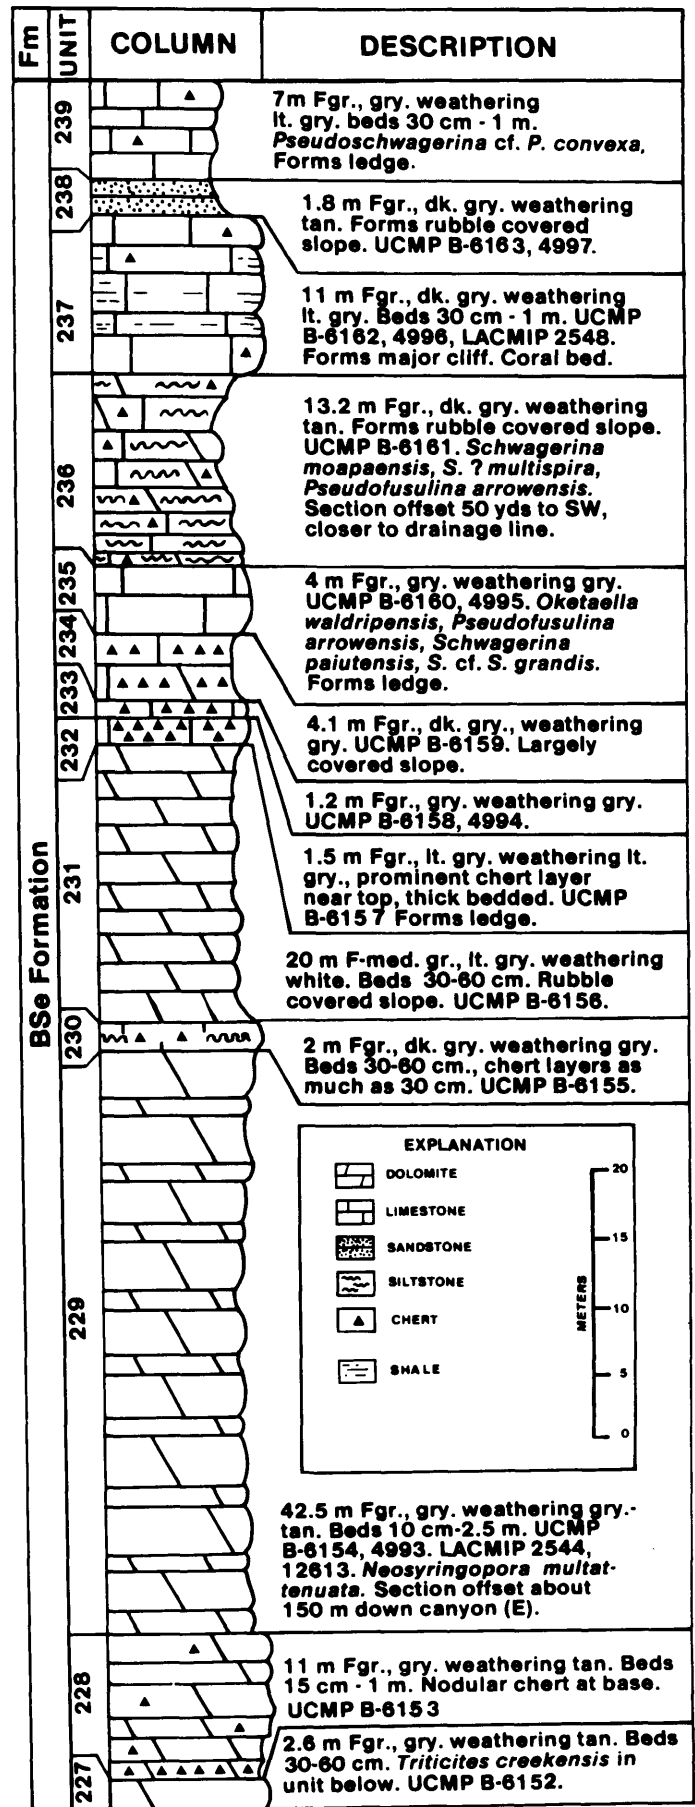 Fm
UNIT
COLUMN
DESCRIPTION
BSe Formation
239
7m Fgr., gry. weathering
lt. gry. beds 30 cm - 1 m.
Pseudoschwagerina cf. P. convexa,
Forms ledge.
238
1.8 m Fgr., dk. gry. weathering
tan. Forms rubble covered
slope. UCMP B-6163, 4997.
237
11 m Fgr., dk. gry. weathering
lt. gry. Beds 30 cm - 1 m. UCMP
B-6162, 4996, LACMIP 2548.
Forms major cliff. Coral bed.
236
13.2 m Fgr., dk. gry. weathering
tan. Forms rubble covered slope.
UCMP B-6161. Schwagerina
moapaensis, S. ? multispira,
Pseudofusulina arrowensis.
Section offset 50 yds to SW,
closer to drainage line.
235
4 m Fgr., gry. weathering gry.
UCMP B-6160, 4995. Oketaella
waldripensis, Pseudofusulina
arrowensis, Schwagerina
paiutensis, S. cf. S. grandis.
Forms ledge.
234
4.1 m Fgr., dk. gry., weathering
gry. UCMP B-6159. Largely
covered slope.
233
1.2 m Fgr., gry. weathering gry.
UCMP B-6158, 4994.
232
1.5 m Fgr., lt. gry. weathering lt.
gry., prominent chert layer
near top, thick bedded. UCMP
B-6157 Forms ledge.
231
20 m F-med. gr., lt. gry. weathering
white. Beds 30-60 cm. Rubble
covered slope. UCMP B-6156.
230
2 m Fgr., dk. gry. weathering gry.
Beds 30-60 cm., chert layers as
much as 30 cm. UCMP B-6155.
EXPLANATION
DOLOMITE
LIMESTONE
SANDSTONE
SILTSTONE
CHERT
SHALE
METERS
20
15
10
5
0
229
42.5 m Fgr., gry. weathering gry.-
tan. Beds 10 cm-2.5 m. UCMP
B-6154, 4993. LACMIP 2544,
12613. Neosyringopora multat-
tenuata. Section offset about
150 m down canyon (E).
228
11 m Fgr., gry. weathering tan. Beds
15 cm - 1 m. Nodular chert at base.
UCMP B-6153
227
2.6 m Fgr., gry. weathering tan. Beds
30-60 cm. Triticites creekensis in
unit below. UCMP B-6152.